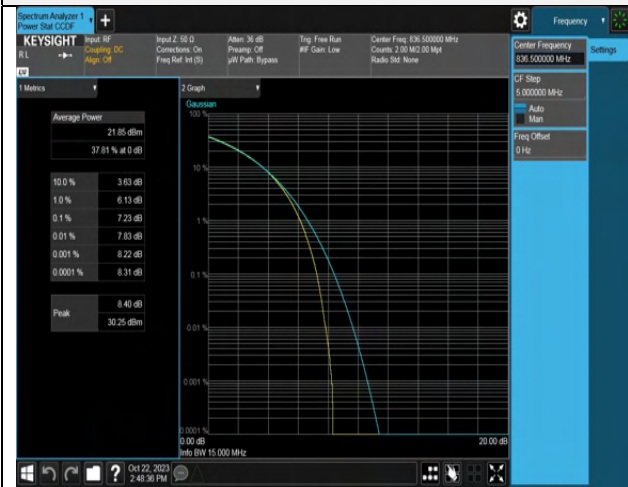 Spectrum Analyzer 1
Power Stat CCDF
Frequency
KEYSIGHT
Input: RF
Coupling: DC
Align: Off
Input Z: 50 Ω
Corrections: On
Freq Ref: Int (S)
Atten: 36 dB
Preamp: Off
µW Path: Bypass
Trig: Free Run
#IF Gain: Low
Center Freq: 836.500000 MHz
Counts: 2.00 M/2.00 Mpt
Radio Std: None
R L
LW
Center Frequency
836.500000 MHz
Settings
CF Step
5.000000 MHz
Auto
Man
Freq Offset
0 Hz
1 Metrics
2 Graph
Average Power
21.85 dBm
37.81 % at 0 dB
10.0 % 3.63 dB
1.0 % 6.13 dB
0.1 % 7.23 dB
0.01 % 7.83 dB
0.001 % 8.22 dB
0.0001 % 8.31 dB
Peak
8.40 dB
30.25 dBm
Gaussian
100 %
10 %
1 %
0.1 %
0.01 %
0.001 %
0.0001 %
0.00 dB
20.00 dB
Info BW 15.000 MHz
Oct 22, 2023
2:48:36 PM